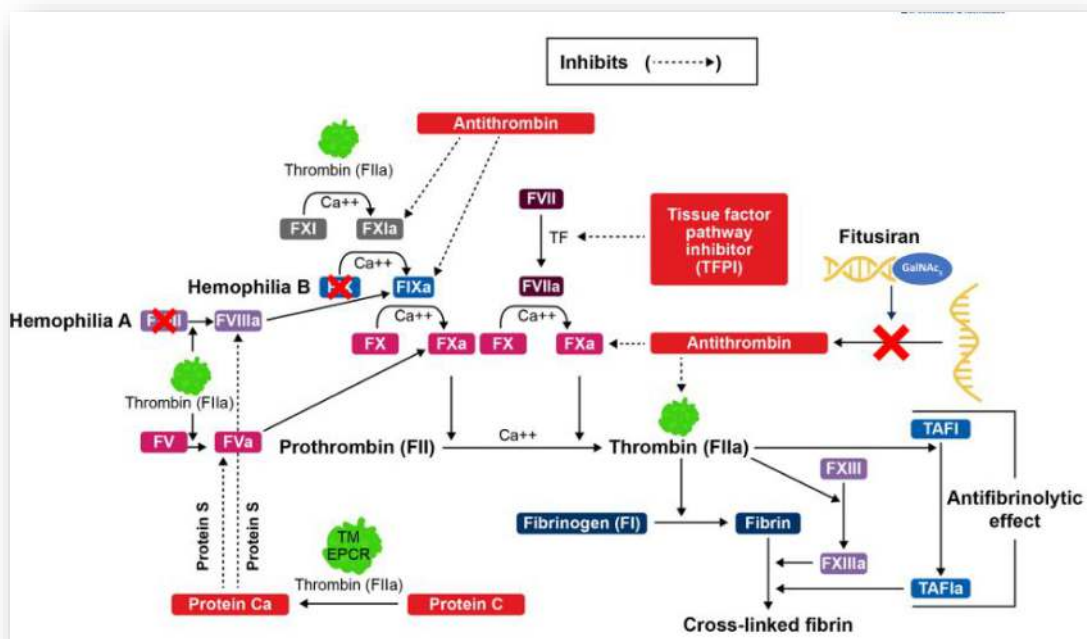 Inhibits (------->)
Antithrombin
Thrombin (FIIa)
Ca++
FXI
FXIa
FVII
TF
Tissue factor
pathway
inhibitor
(TFPI)
Fitusiran
GalNAc3
Ca++
Hemophilia B
FIXa
FVIIa
Hemophilia A
FVIIIa
Ca++
Ca++
FX
FXa
FX
FXa
Antithrombin
Thrombin (FIIa)
FV
FVa
Prothrombin (FII)
Ca++
Thrombin (FIIa)
TAFI
FXIII
Antifibrinolytic
effect
Protein S
Protein S
Fibrinogen (FI)
Fibrin
TM
EPCR
FXIIIa
Thrombin (FIIa)
TAFIa
Protein Ca
Protein C
Cross-linked fibrin